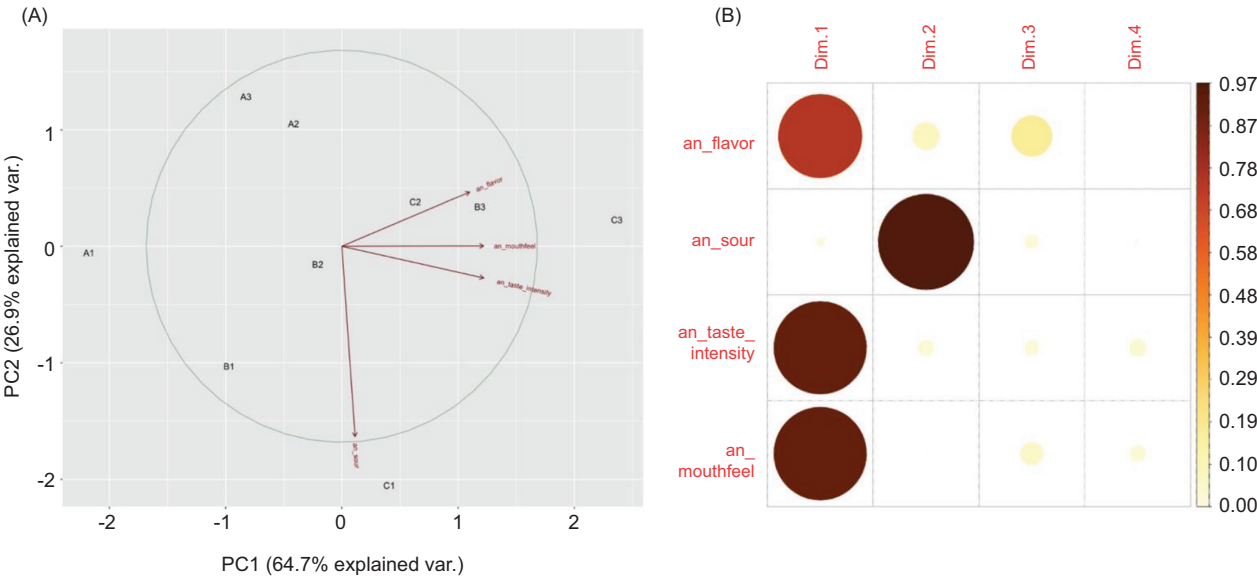 (A)
A3
A2
an_flavor
C2
B3
C3
an_mouthfeel
A1
B2
an_taste_intensity
B1
an_sour
C1
1
0
-1
-2
-2
-1
0
1
2
PC2 (26.9% explained var.)
PC1 (64.7% explained var.)
(B)
Dim.1
Dim.2
Dim.3
Dim.4
an_flavor
an_sour
an_taste_
intensity
an_
mouthfeel
0.97
0.87
0.78
0.68
0.58
0.48
0.39
0.29
0.19
0.10
0.00